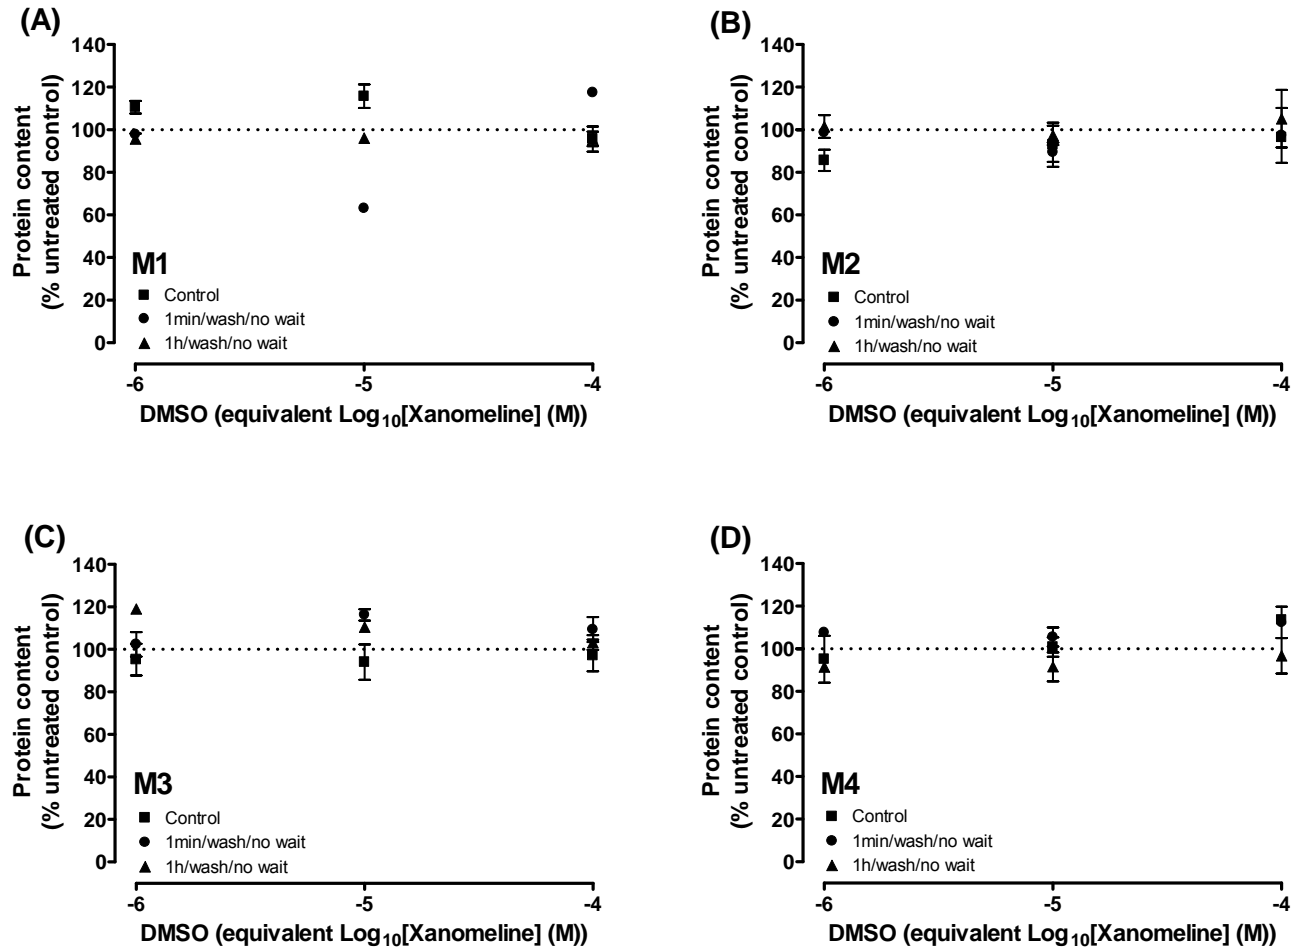 (A)
Protein content
(% untreated control)
140
120
100
80
60
40
20
0
M1
Control
1min/wash/no wait
1h/wash/no wait
-6
-5
-4
DMSO (equivalent Log10[Xanomeline] (M))
(B)
Protein content
(% untreated control)
140
120
100
80
60
40
20
0
M2
Control
1min/wash/no wait
1h/wash/no wait
-6
-5
-4
DMSO (equivalent Log10[Xanomeline] (M))
(C)
Protein content
(% untreated control)
140
120
100
80
60
40
20
0
M3
Control
1min/wash/no wait
1h/wash/no wait
-6
-5
-4
DMSO (equivalent Log10[Xanomeline] (M))
(D)
Protein content
(% untreated control)
140
120
100
80
60
40
20
0
M4
Control
1min/wash/no wait
1h/wash/no wait
-6
-5
-4
DMSO (equivalent Log10[Xanomeline] (M))